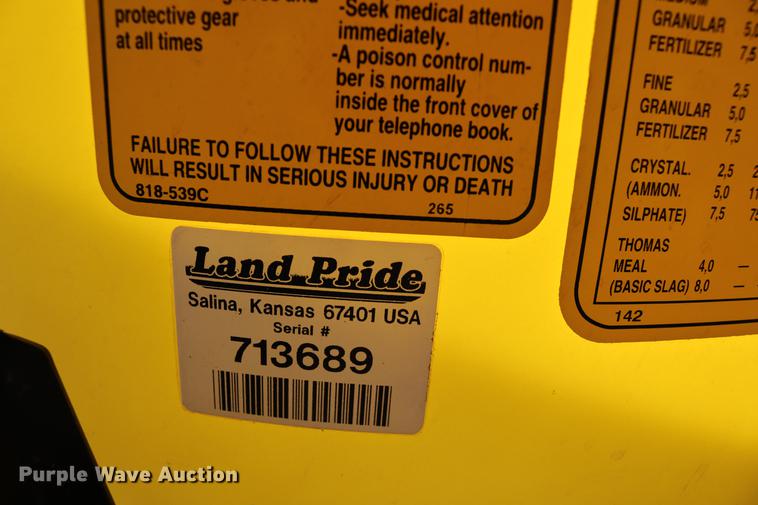 protective gear
at all times
-Seek medical attention
immediately.
-A poison control num-
ber is normally
inside the front cover of
your telephone book.
FAILURE TO FOLLOW THESE INSTRUCTIONS
WILL RESULT IN SERIOUS INJURY OR DEATH
818-539C 265
GRANULAR 5,0
FERTILIZER 7,5
FINE 2,5
GRANULAR 5,0
FERTILIZER 7,5
CRYSTAL. 2,5
(AMMON. 5,0
SILPHATE) 7,5
THOMAS
MEAL 4,0 —
(BASIC SLAG) 8,0 —
142
Land Pride
Salina, Kansas 67401 USA
Serial #
713689
Purple Wave Auction